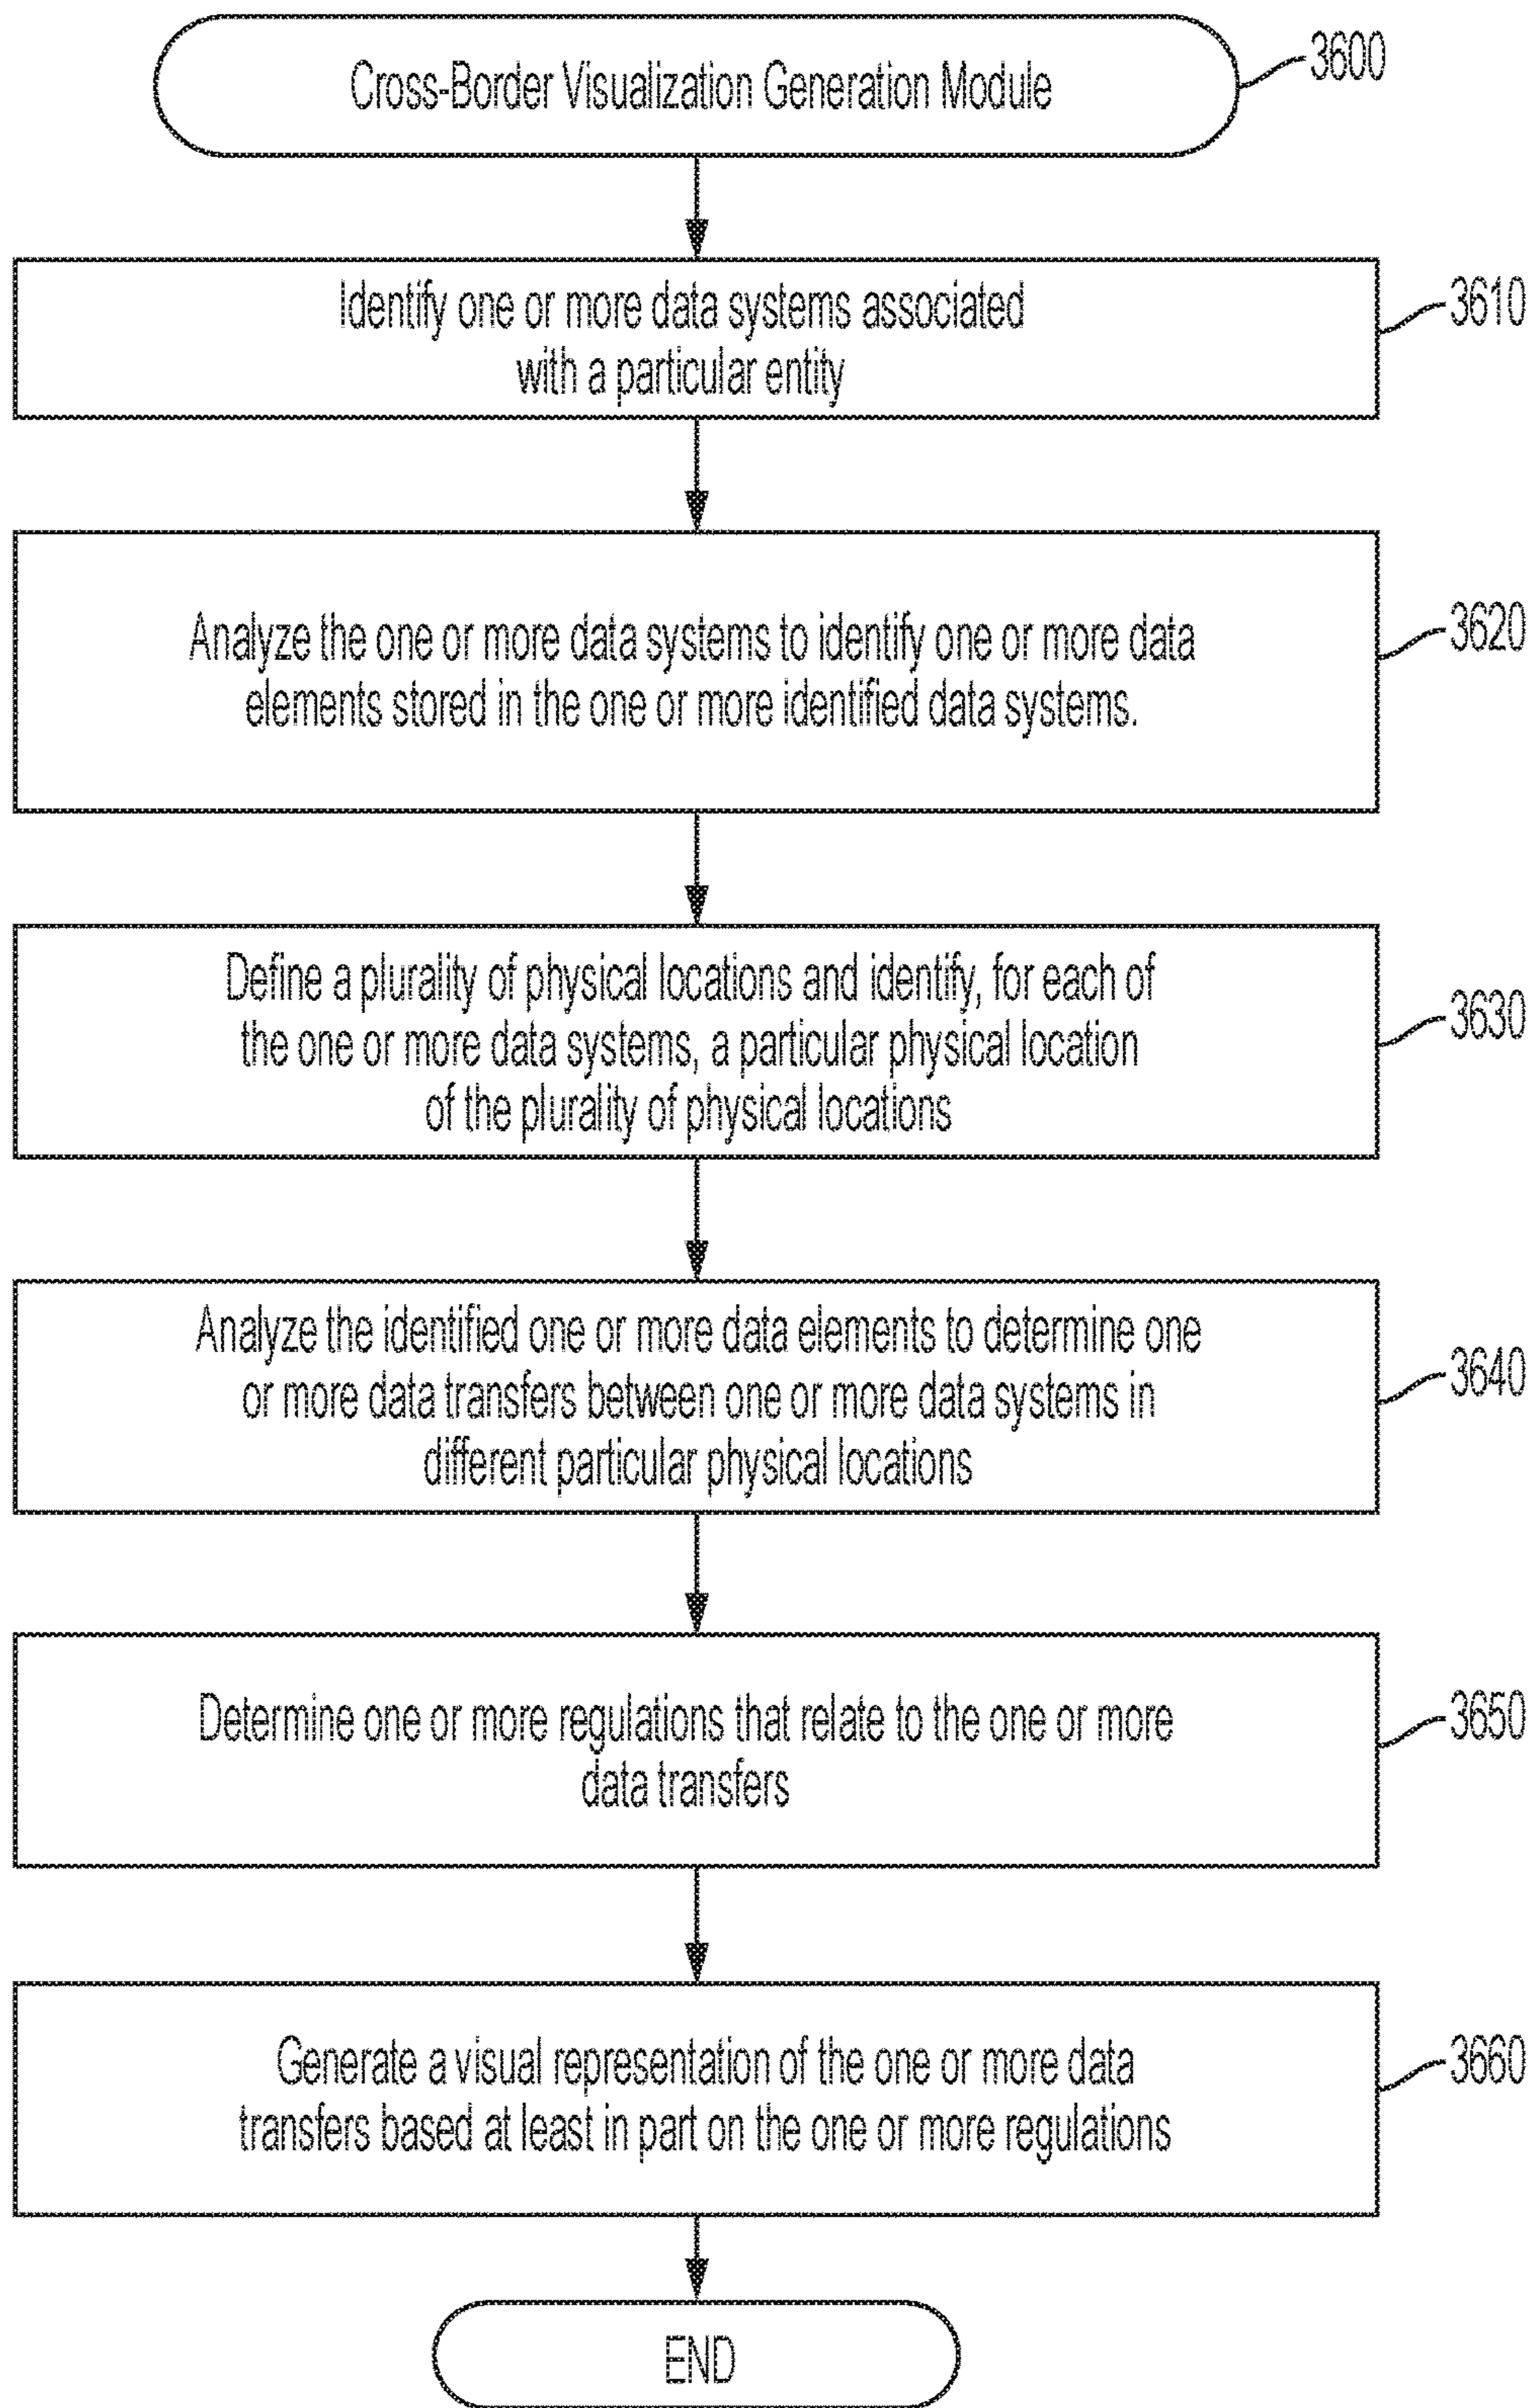 Cross-Border Visualization Generation Module
3600
Identify one or more data systems associated
with a particular entity
3610
Analyze the one or more data systems to identify one or more data
elements stored in the one or more identified data systems.
3620
Define a plurality of physical locations and identify, for each of
the one or more data systems, a particular physical location
of the plurality of physical locations
3630
Analyze the identified one or more data elements to determine one
or more data transfers between one or more data systems in
different particular physical locations
3640
Determine one or more regulations that relate to the one or more
data transfers
3650
Generate a visual representation of the one or more data
transfers based at least in part on the one or more regulations
3660
END